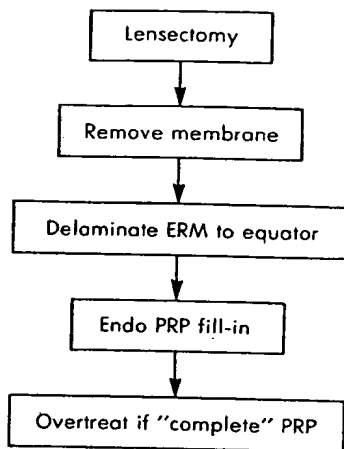 Lensectomy
Remove membrane
Delaminate ERM to equator
Endo PRP fill-in
Overtreat if "complete" PRP